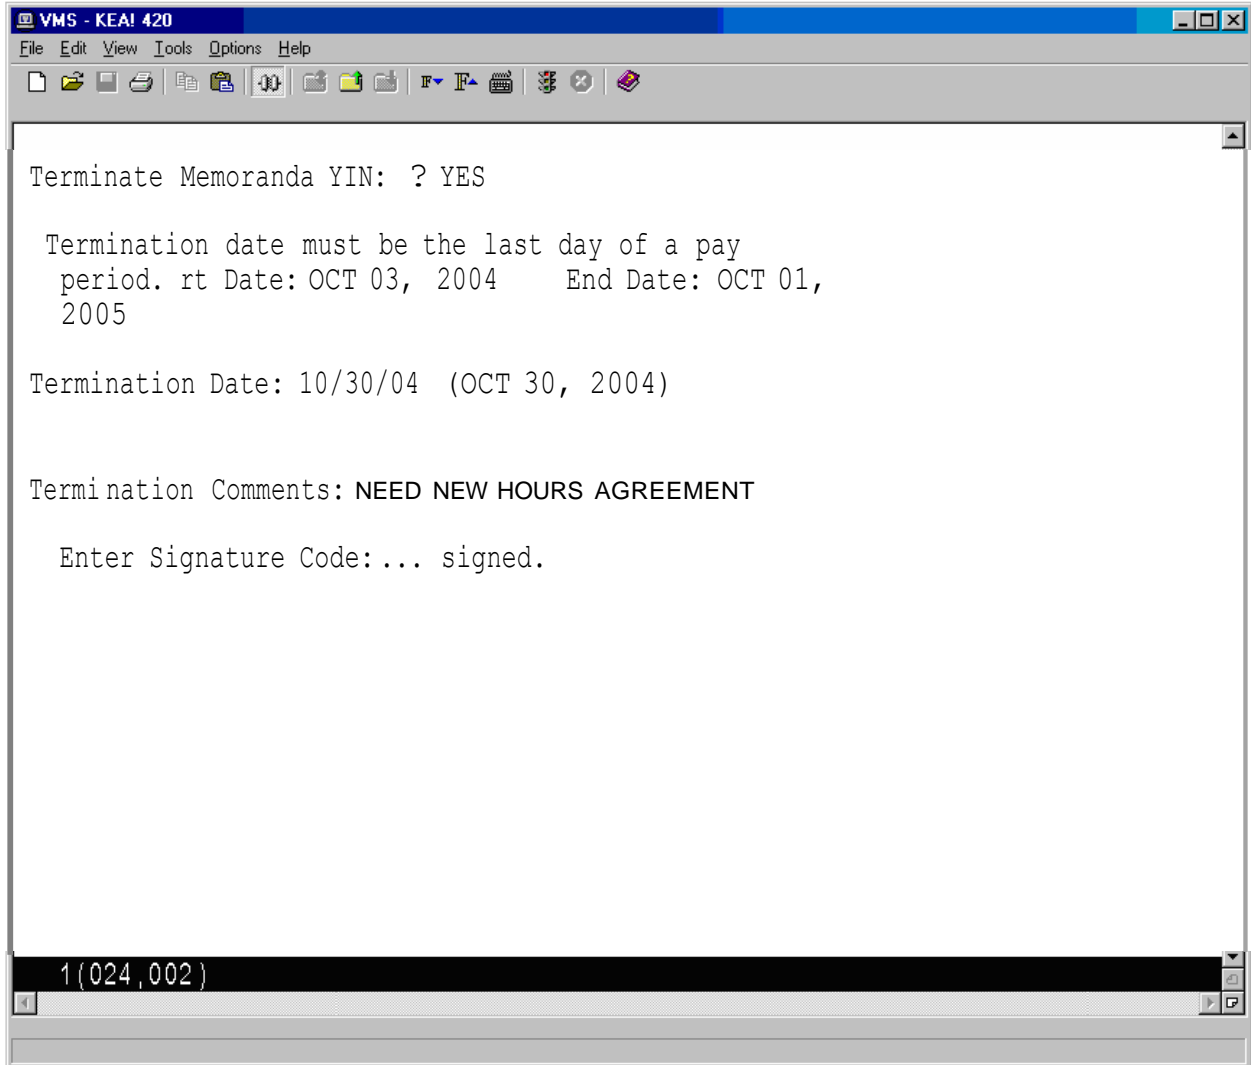 VMS - KEA! 420
File Edit View Tools Options Help
Terminate Memoranda YIN: ? YES
Termination date must be the last day of a pay
period. rt Date: OCT 03, 2004 End Date: OCT 01,
2005
Termination Date: 10/30/04 (OCT 30, 2004)
Termination Comments: NEED NEW HOURS AGREEMENT
Enter Signature Code: ... signed.
1(024,002)